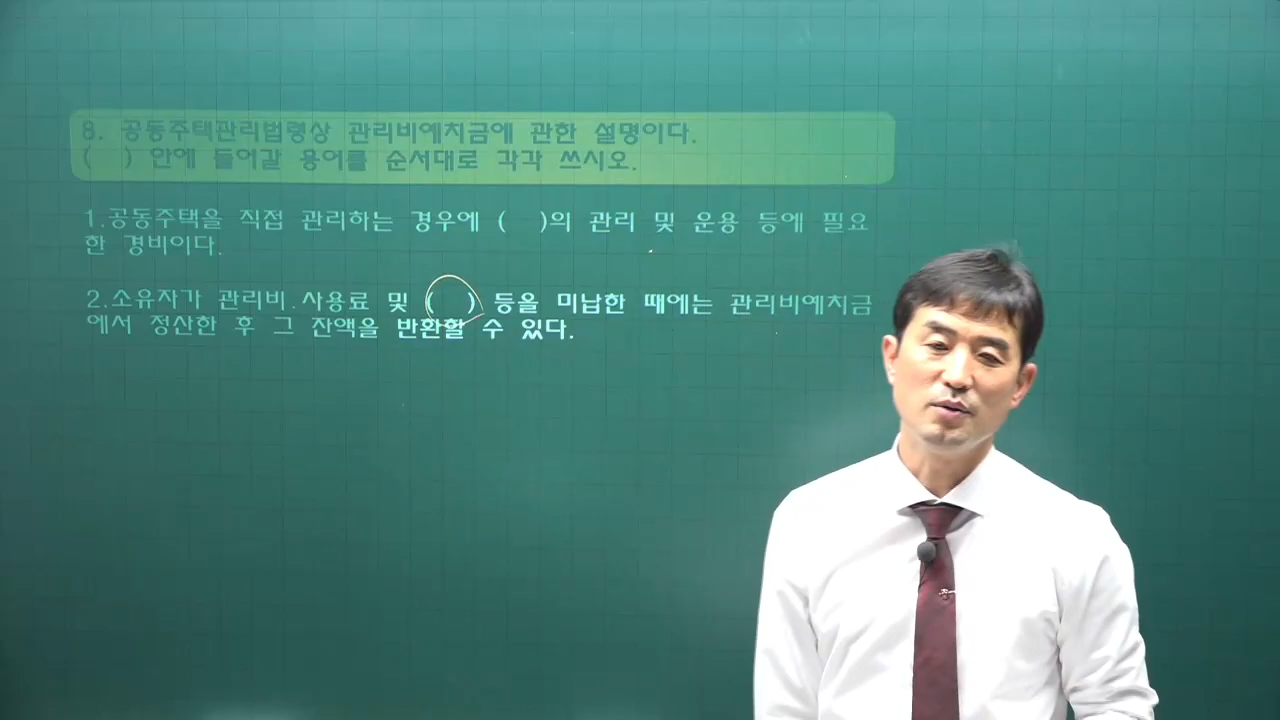 8. 공동주택관리법령상 관리비예치금에 관한 설명이다.
(  ) 안에 들어갈 용어를 순서대로 각각 쓰시오.
1.공동주택을 직접 관리하는 경우에 (  )의 관리 및 운용 등에 필요
한 경비이다.
2.소유자가 관리비.사용료 및 (  ) 등을 미납한 때에는 관리비예치금
에서 정산한 후 그 잔액을 반환할 수 있다.